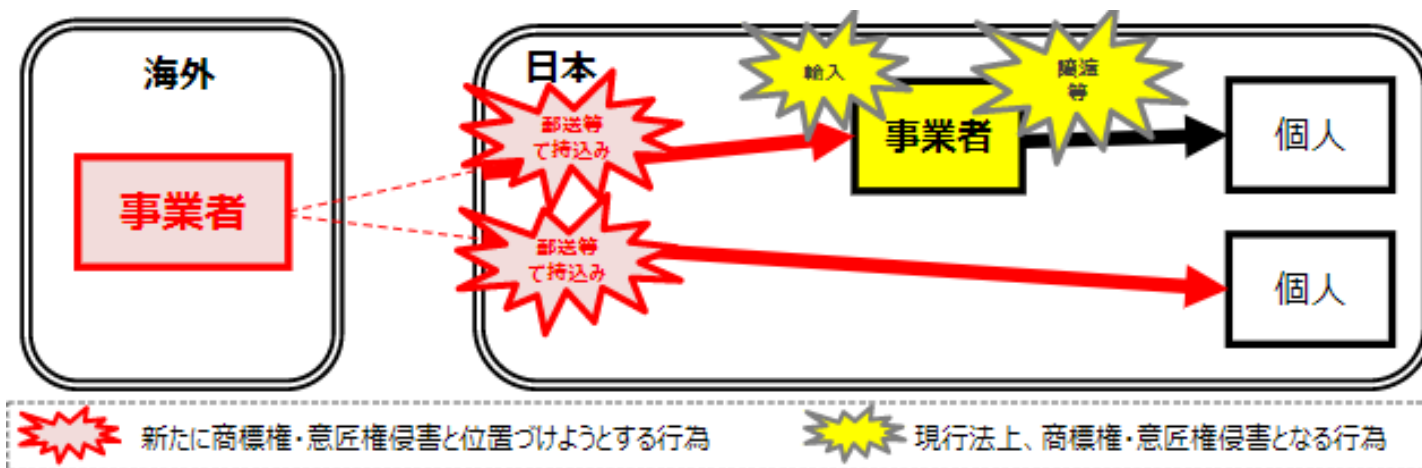 海外
日本
事業者
郵送等
で持込み
輸入
事業者
譲渡
等
個人
郵送等
で持込み
個人
新たに商標権・意匠権侵害と位置づけようとする行為
現行法上、商標権・意匠権侵害となる行為